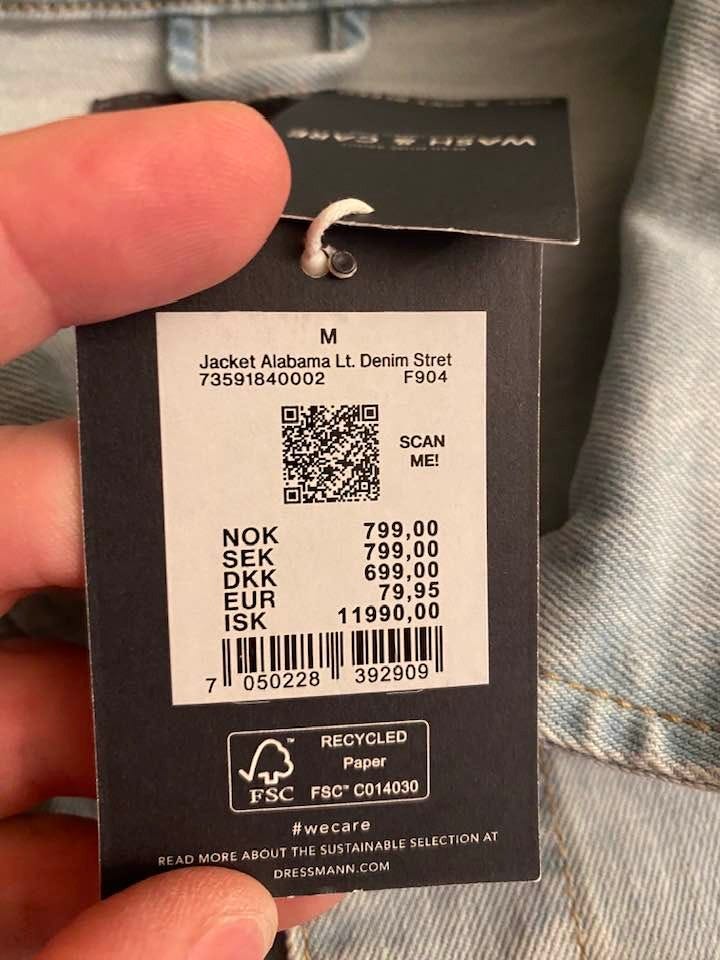 WASH & CARE
M
Jacket Alabama Lt. Denim Stret
73591840002 F904
SCAN
ME!
NOK 799,00
SEK 799,00
DKK 699,00
EUR 79,95
ISK 11990,00
7 050228 392909
RECYCLED
Paper
FSC FSC™ C014030
#wecare
READ MORE ABOUT THE SUSTAINABLE SELECTION AT
DRESSMANN.COM